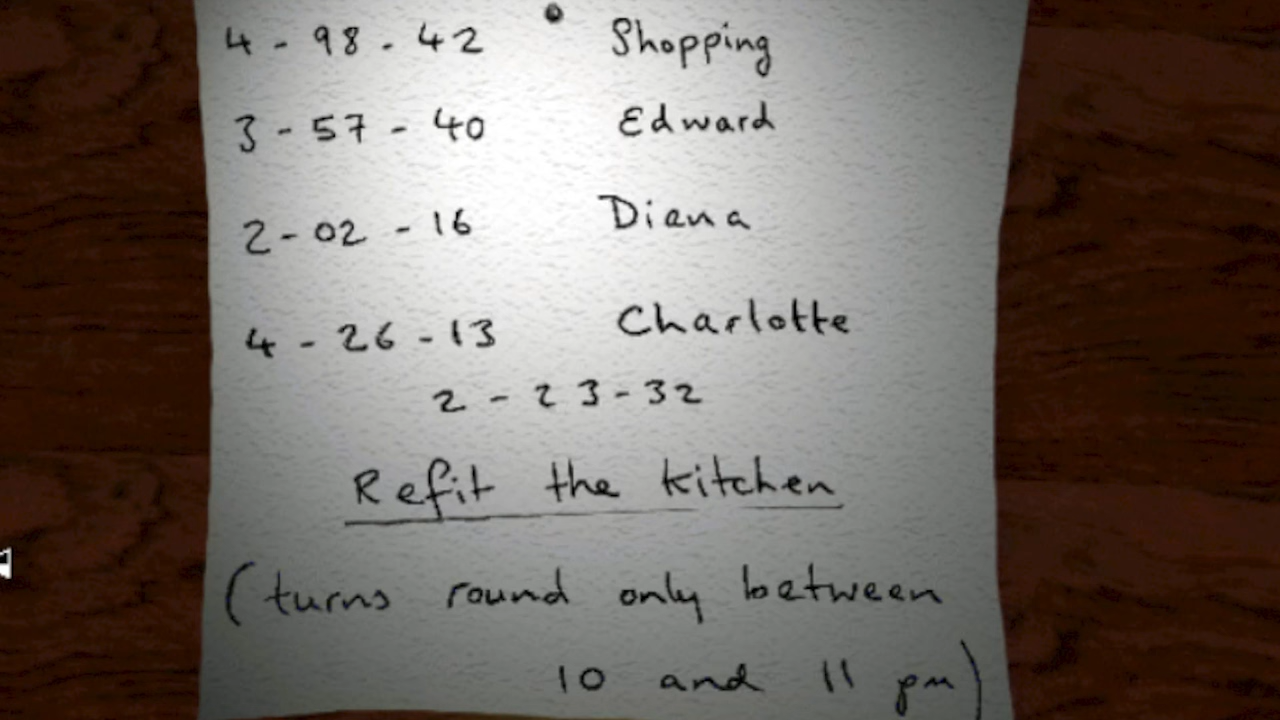 4 - 98 - 42 Shopping
3 - 57 - 40 Edward
2 - 02 - 16 Diana
4 - 26 - 13 Charlotte
2 - 23 - 32
Refit the kitchen
(turns round only between
10 and 11 pm)